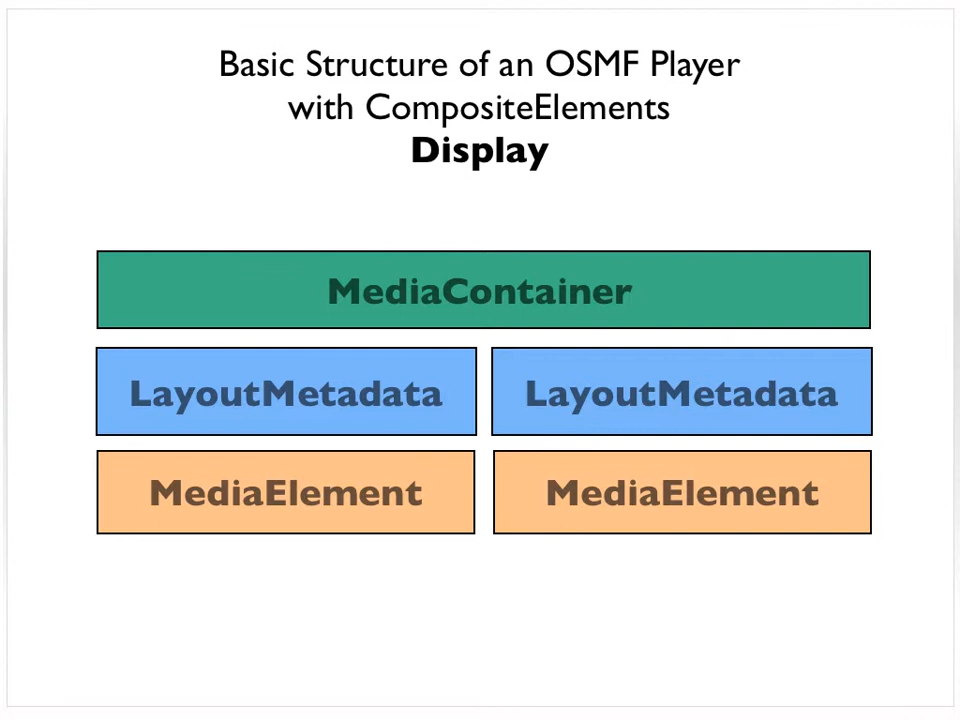 Basic Structure of an OSMF Player
with CompositeElements
Display
MediaContainer
LayoutMetadata LayoutMetadata
MediaElement MediaElement